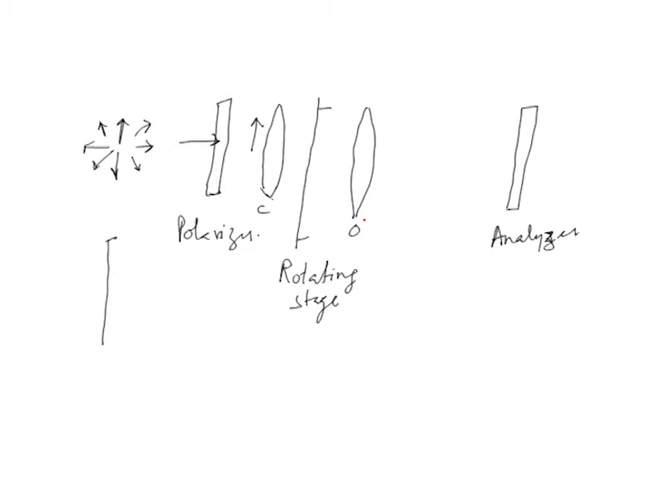 C
Polarizer.
O
Analyzer
Rotating
stage